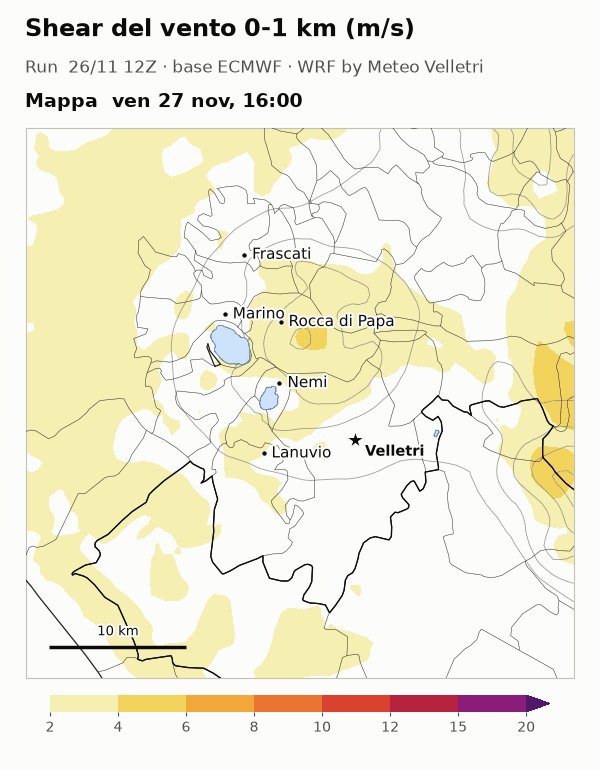 Shear del vento 0-1 km (m/s)
Run  26/11 12Z · base ECMWF · WRF by Meteo Velletri
Mappa  ven 27 nov, 16:00
Frascati
Marino
Rocca di Papa
Nemi
Velletri
Lanuvio
10 km
2 4 6 8 10 12 15 20